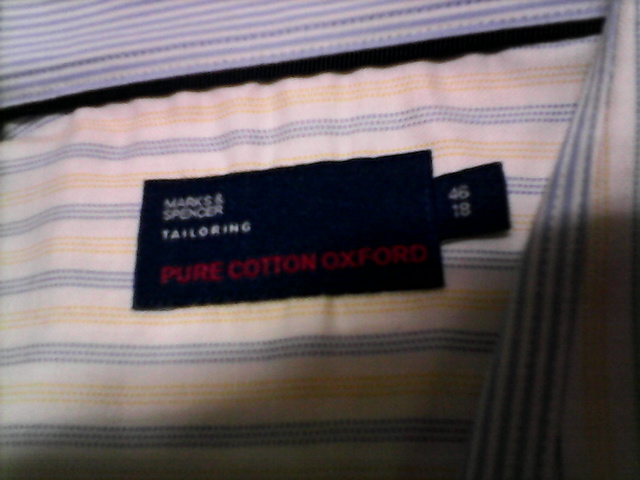 MARKS &
SPENCER
TAILORING
PURE COTTON OXFORD
46
18